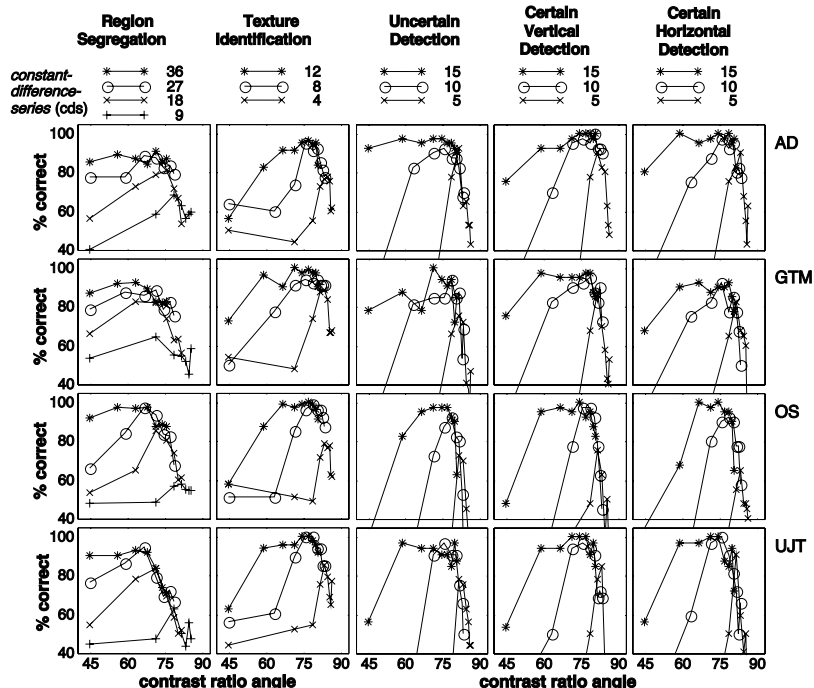 Region Segregation
Texture Identification
Uncertain Detection
Certain Vertical Detection
Certain Horizontal Detection
constant-difference-series (cds)
36
27
18
9
12
8
4
15
10
5
15
10
5
15
10
5
% correct
100
80
60
40
AD
% correct
100
80
60
40
GTM
% correct
100
80
60
40
OS
% correct
100
80
60
40
UJT
45 60 75 90
45 60 75 90
45 60 75 90
45 60 75 90
45 60 75 90
contrast ratio angle
contrast ratio angle